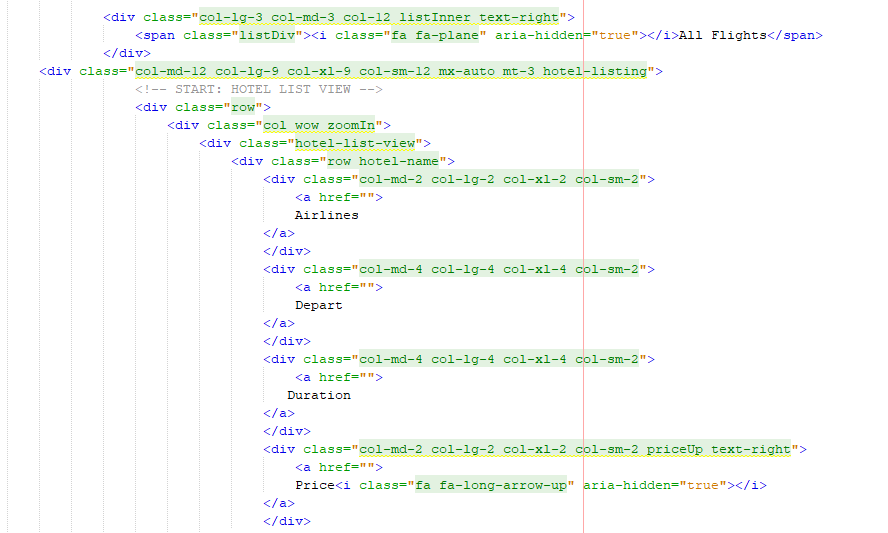 <div class="col-lg-3 col-md-3 col-12 listInner text-right">
<span class="listDiv"><i class="fa fa-plane" aria-hidden="true"></i>All Flights</span>
</div>
<div class="col-md-12 col-lg-9 col-xl-9 col-sm-12 mx-auto mt-3 hotel-listing">
<!-- START: HOTEL LIST VIEW -->
<div class="row">
<div class="col wow zoomIn">
<div class="hotel-list-view">
<div class="row hotel-name">
<div class="col-md-2 col-lg-2 col-xl-2 col-sm-2">
<a href="">
Airlines
</a>
</div>
<div class="col-md-4 col-lg-4 col-xl-4 col-sm-2">
<a href="">
Depart
</a>
</div>
<div class="col-md-4 col-lg-4 col-xl-4 col-sm-2">
<a href="">
Duration
</a>
</div>
<div class="col-md-2 col-lg-2 col-xl-2 col-sm-2 priceUp text-right">
<a href="">
Price<i class="fa fa-long-arrow-up" aria-hidden="true"></i>
</a>
</div>